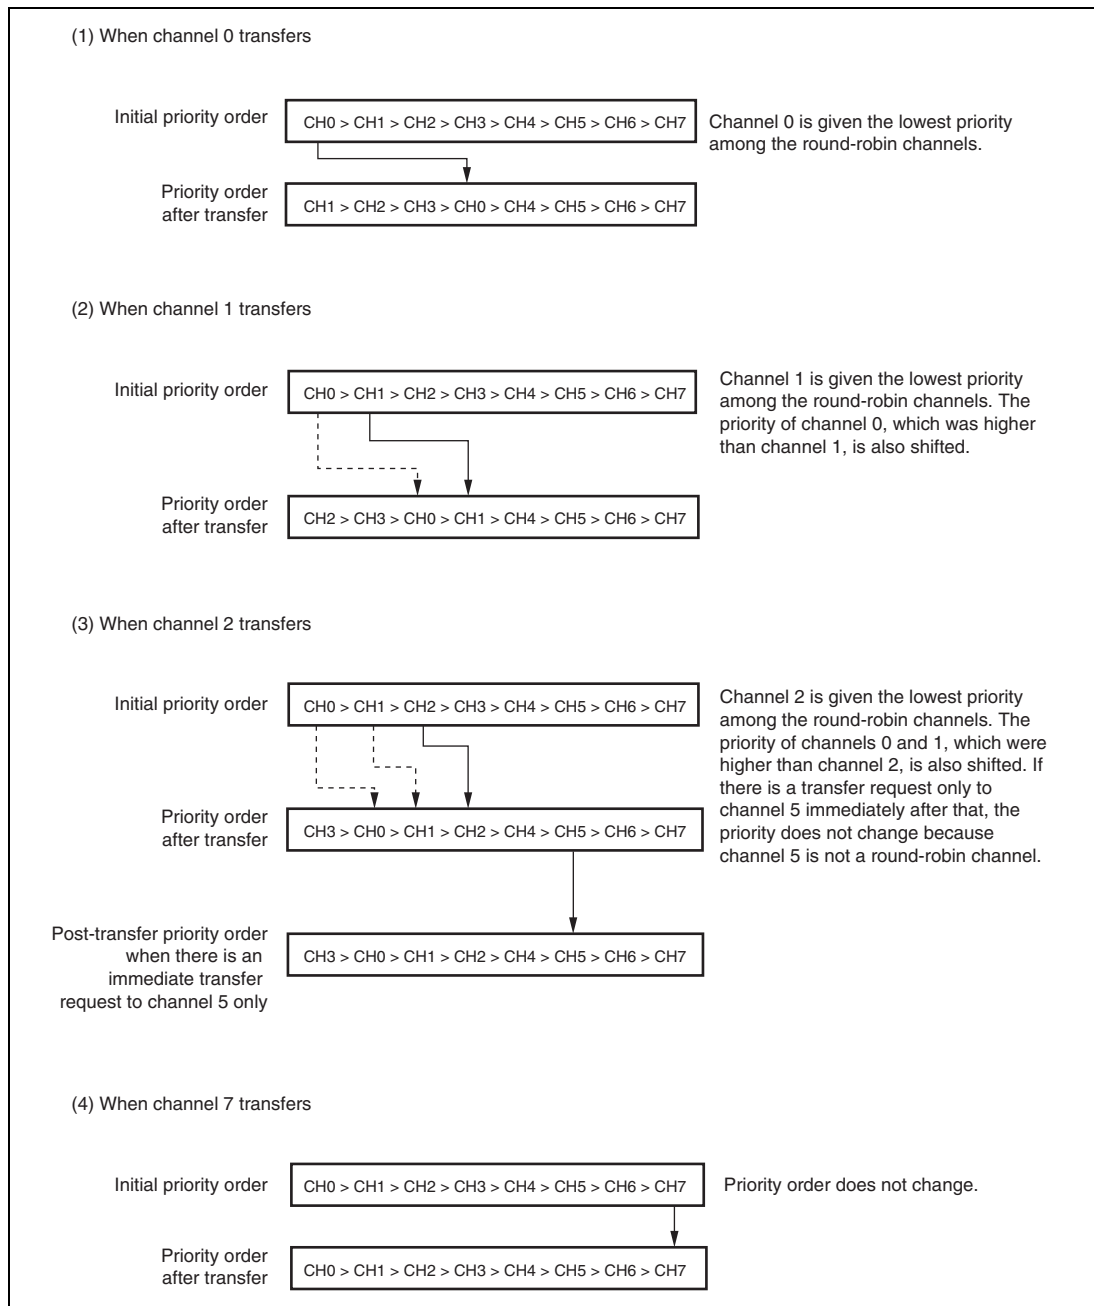 (1) When channel 0 transfers
Initial priority order
CH0 > CH1 > CH2 > CH3 > CH4 > CH5 > CH6 > CH7
Channel 0 is given the lowest priority
among the round-robin channels.
Priority order
after transfer
CH1 > CH2 > CH3 > CH0 > CH4 > CH5 > CH6 > CH7
(2) When channel 1 transfers
Initial priority order
CH0 > CH1 > CH2 > CH3 > CH4 > CH5 > CH6 > CH7
Channel 1 is given the lowest priority
among the round-robin channels. The
priority of channel 0, which was higher
than channel 1, is also shifted.
Priority order
after transfer
CH2 > CH3 > CH0 > CH1 > CH4 > CH5 > CH6 > CH7
(3) When channel 2 transfers
Initial priority order
CH0 > CH1 > CH2 > CH3 > CH4 > CH5 > CH6 > CH7
Channel 2 is given the lowest priority
among the round-robin channels. The
priority of channels 0 and 1, which were
higher than channel 2, is also shifted. If
there is a transfer request only to
channel 5 immediately after that, the
priority does not change because
channel 5 is not a round-robin channel.
Priority order
after transfer
CH3 > CH0 > CH1 > CH2 > CH4 > CH5 > CH6 > CH7
Post-transfer priority order
when there is an
immediate transfer
request to channel 5 only
CH3 > CH0 > CH1 > CH2 > CH4 > CH5 > CH6 > CH7
(4) When channel 7 transfers
Initial priority order
CH0 > CH1 > CH2 > CH3 > CH4 > CH5 > CH6 > CH7
Priority order does not change.
Priority order
after transfer
CH0 > CH1 > CH2 > CH3 > CH4 > CH5 > CH6 > CH7